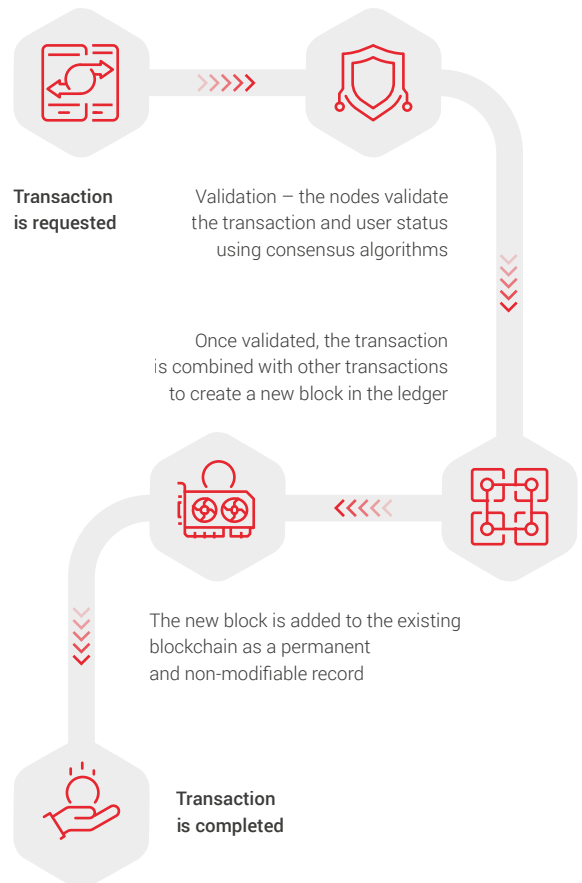 Transaction
is requested
Validation – the nodes validate
the transaction and user status
using consensus algorithms
Once validated, the transaction
is combined with other transactions
to create a new block in the ledger
The new block is added to the existing
blockchain as a permanent
and non-modifiable record
Transaction
is completed